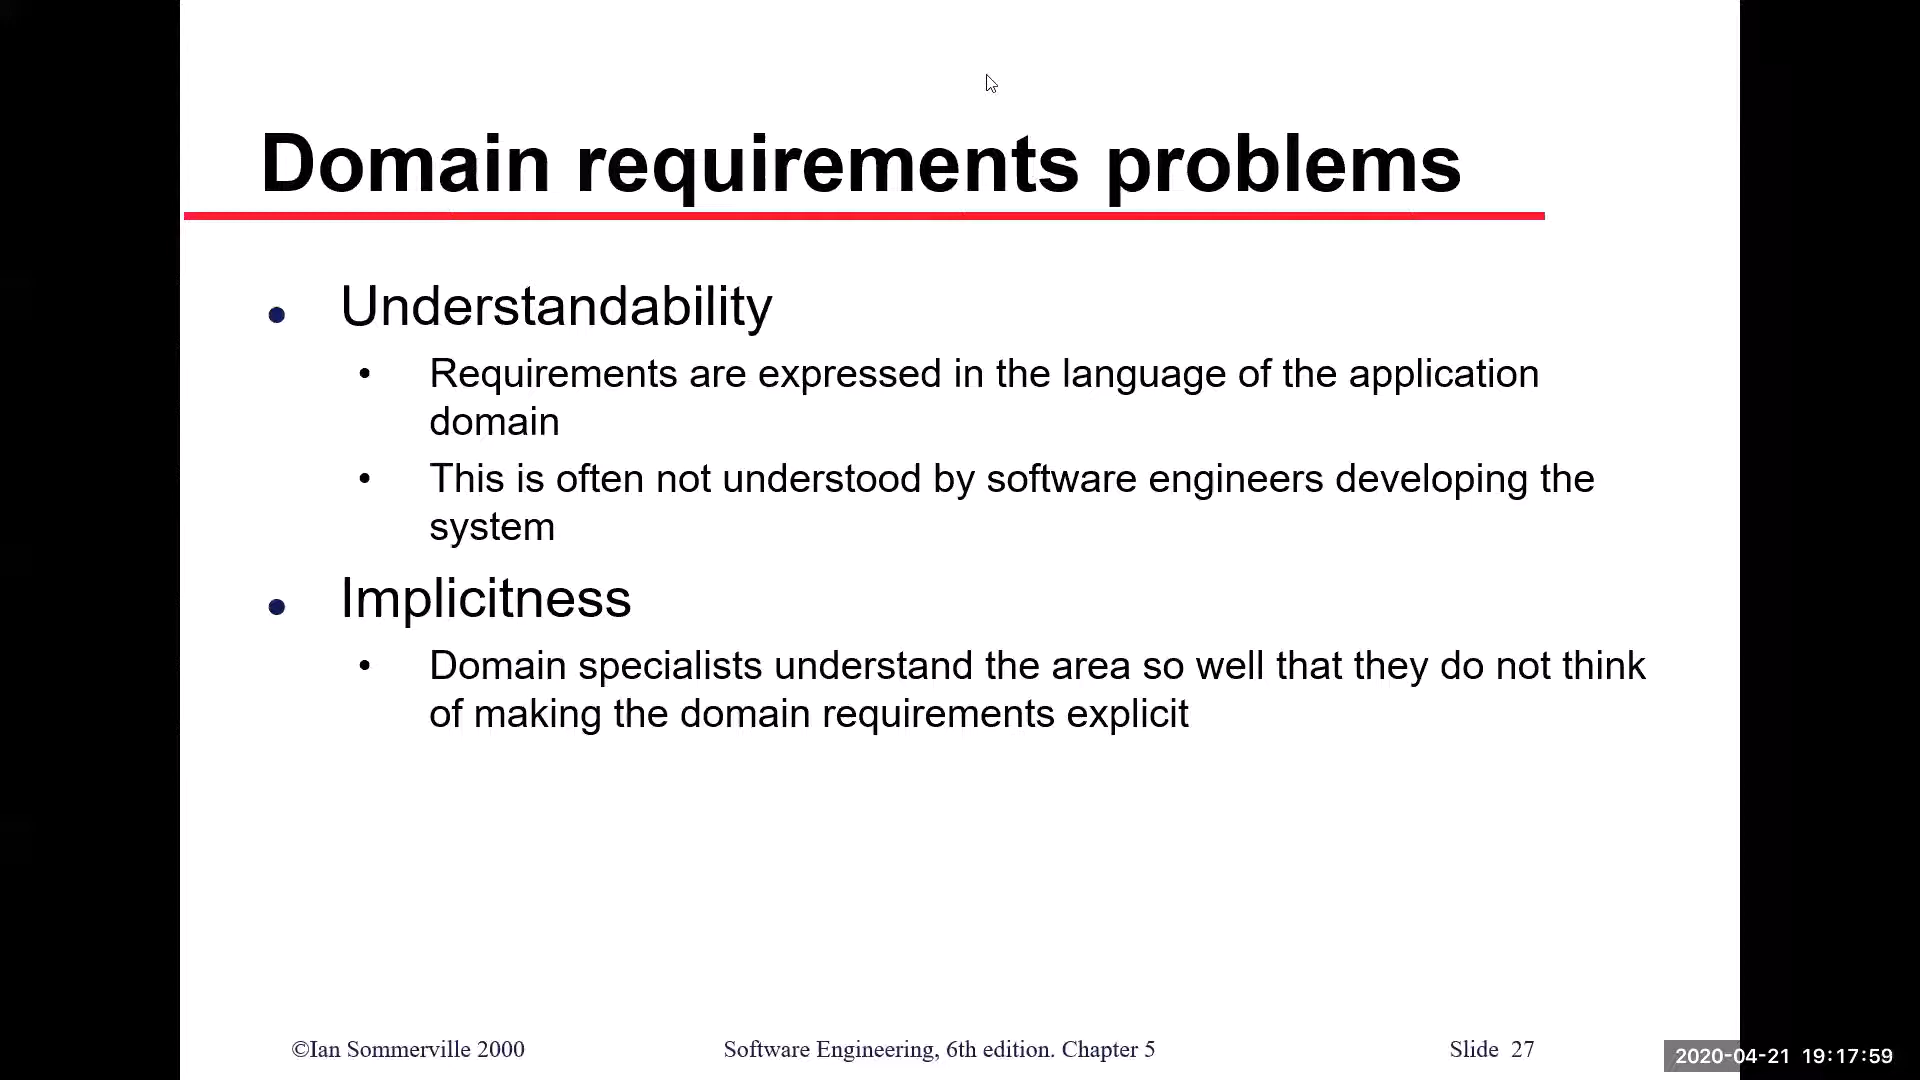 Domain requirements problems
● Understandability
• Requirements are expressed in the language of the application
domain
• This is often not understood by software engineers developing the
system
● Implicitness
• Domain specialists understand the area so well that they do not think
of making the domain requirements explicit
©Ian Sommerville 2000 Software Engineering, 6th edition. Chapter 5 Slide 27
2020-04-21 19:17:59